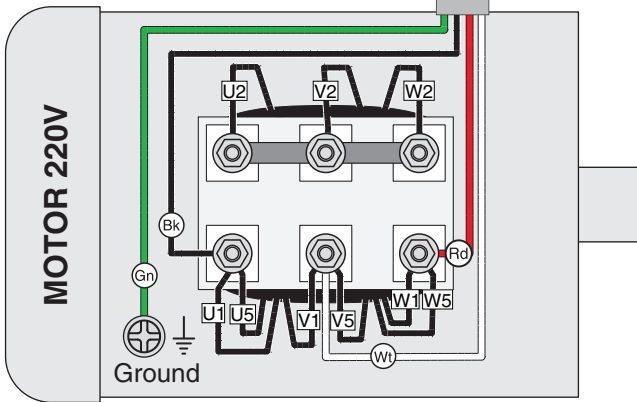 MOTOR 220V
U2 V2 W2
Bk
Rd
Gn
U1 U5 V1 V5 W1 W5
Wt
Ground